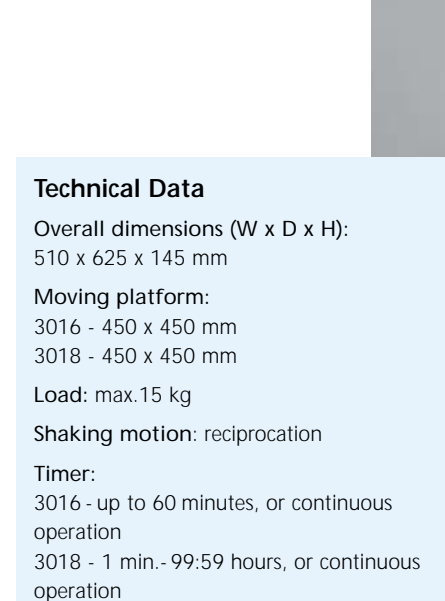 Technical Data
Overall dimensions (W x D x H):
510 x 625 x 145 mm
Moving platform:
3016 - 450 x 450 mm
3018 - 450 x 450 mm
Load: max.15 kg
Shaking motion: reciprocation
Timer:
3016 - up to 60 minutes, or continuous
operation
3018 - 1 min.- 99:59 hours, or continuous
operation